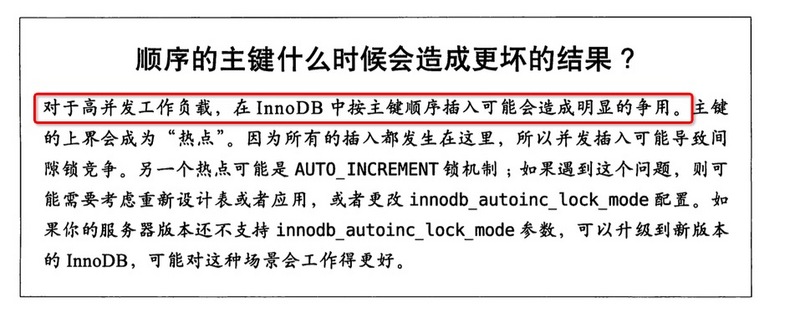 顺序的主键什么时候会造成更坏的结果？
对于高并发工作负载，在 InnoDB 中按主键顺序插入可能会造成明显的争用。主键
的上界会成为“热点”。因为所有的插入都发生在这里，所以并发插入可能导致间
隙锁竞争。另一个热点可能是 AUTO_INCREMENT 锁机制；如果遇到这个问题，则可
能需要考虑重新设计表或者应用，或者更改 innodb_autoinc_lock_mode 配置。如
果你的服务器版本还不支持 innodb_autoinc_lock_mode 参数，可以升级到新版本
的 InnoDB，可能对这种场景会工作得更好。